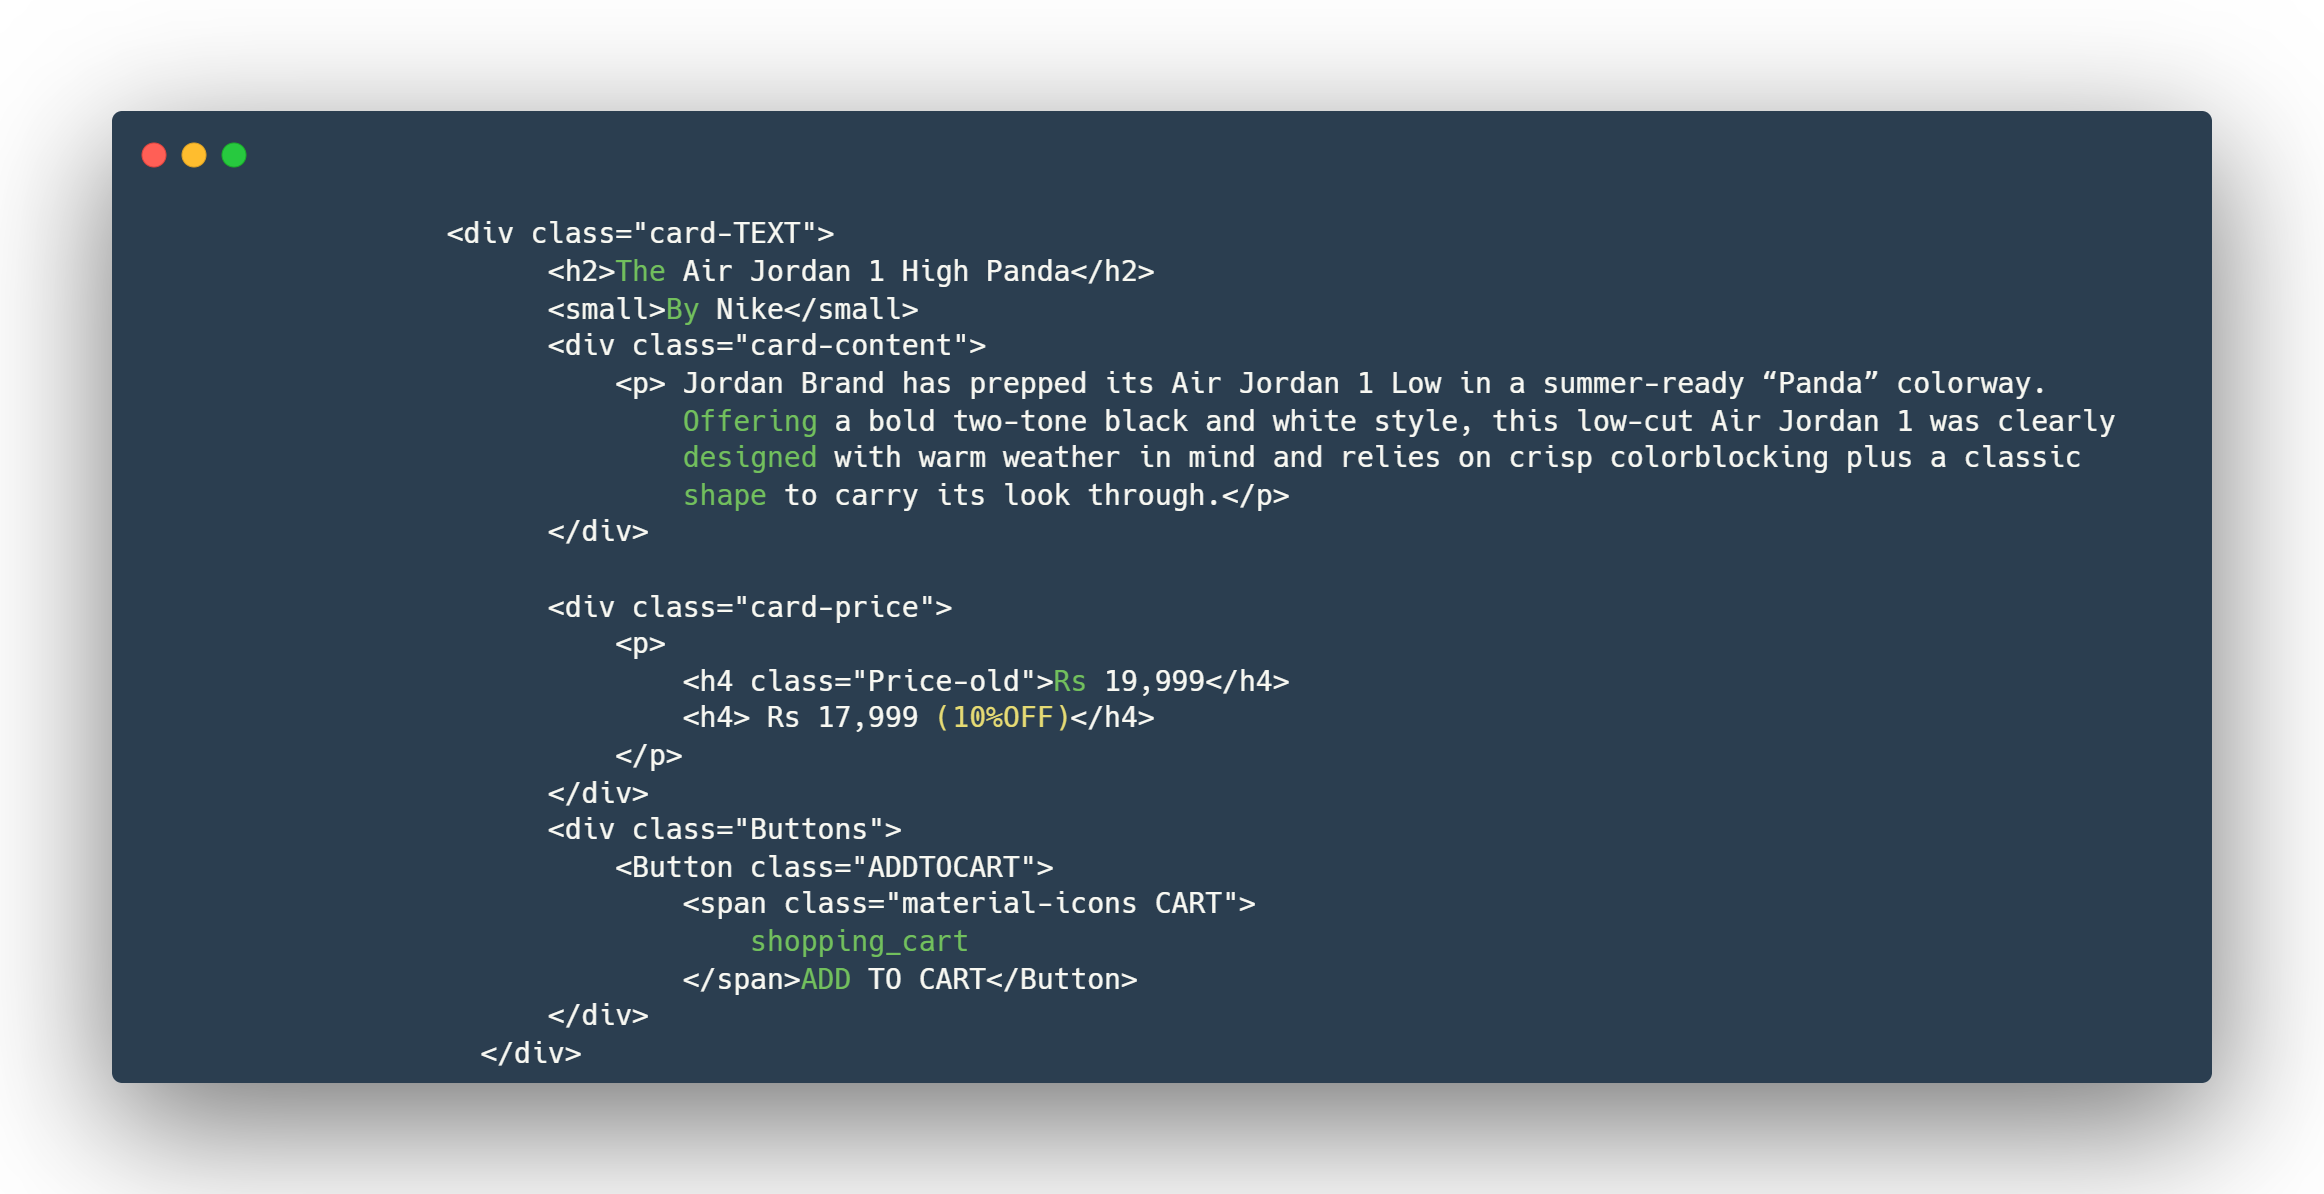 <div class="card-TEXT">
<h2>The Air Jordan 1 High Panda</h2>
<small>By Nike</small>
<div class="card-content">
<p> Jordan Brand has prepped its Air Jordan 1 Low in a summer-ready “Panda” colorway.
Offering a bold two-tone black and white style, this low-cut Air Jordan 1 was clearly
designed with warm weather in mind and relies on crisp colorblocking plus a classic
shape to carry its look through.</p>
</div>
<div class="card-price">
<p>
<h4 class="Price-old">Rs 19,999</h4>
<h4> Rs 17,999 (10%OFF)</h4>
</p>
</div>
<div class="Buttons">
<Button class="ADDTOCART">
<span class="material-icons CART">
shopping_cart
</span>ADD TO CART</Button>
</div>
</div>